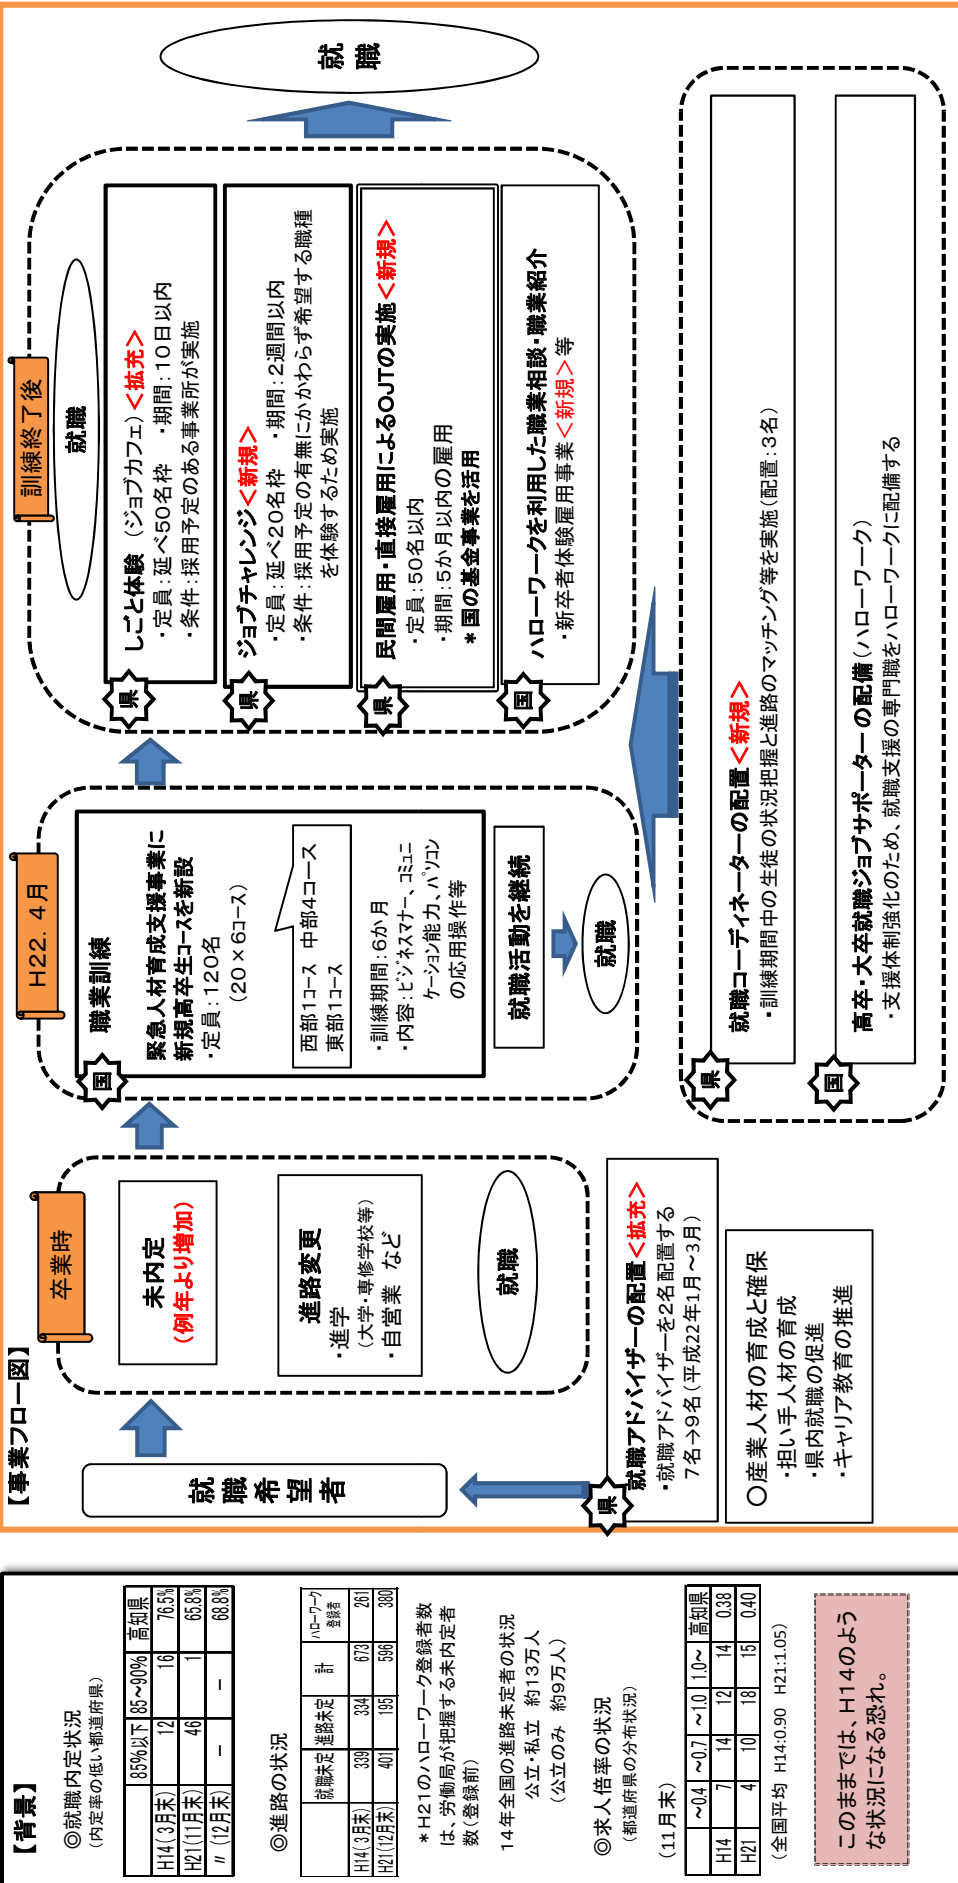 【背景】
◎就職内定状況
(内定率の低い都道府県)
85%以下 85~90% 高知県
H14(3月末) 12 16 76.5%
H21(11月末) 46 1 65.8%
〃(12月末) － － 68.8%
◎進路の状況
就職未定 進路未定 計 ハローワーク登録者
H14(3月末) 339 334 673 261
H21(12月末) 401 195 596 380
＊H21のハローワーク登録者数
は、労働局が把握する未内定者
数(登録前)
14年全国の進路未定者の状況
公立・私立 約13万人
(公立のみ 約9万人)
◎求人倍率の状況
(都道府県の分布状況)
(11月末)
~0.4 ~0.7 ~1.0 1.0~ 高知県
H14 7 14 12 14 0.38
H21 4 10 18 15 0.40
(全国平均 H14:0.90 H21:1.05)
このままでは、H14のよう
な状況になる恐れ。
【事業フロー図】
就職希望者
卒業時
未内定
(例年より増加)
進路変更
・進学
(大学・専修学校等)
・自営業 など
就職
県
就職アドバイザーの配置＜拡充＞
・就職アドバイザーを2名配置する
7名→9名(平成22年1月～3月)
○産業人材の育成と確保
・担い手人材の育成
・県内就職の促進
・キャリア教育の推進
H22. 4月
国
職業訓練
緊急人材育成支援事業に
新規高卒生コースを新設
・定員：120名
(20×6コース)
西部1コース 中部4コース
東部1コース
・訓練期間：6か月
・内容：ビジネスマナー、コミュニ
ケーション能力、パソコン
の応用操作等
就職活動を継続
就職
訓練終了後
就職
県
しごと体験（ジョブカフェ）＜拡充＞
・定員：延べ50名枠 ・期間：10日以内
・条件：採用予定のある事業所が実施
県
ジョブチャレンジ＜新規＞
・定員：延べ20名枠 ・期間：2週間以内
・条件：採用予定の有無にかかわらず希望する職種
を体験するため実施
県
民間雇用・直接雇用によるOJTの実施＜新規＞
・定員：50名以内
・期間：5か月以内の雇用
＊国の基金事業を活用
国
ハローワークを利用した職業相談・職業紹介
・新卒者体験雇用事業＜新規＞等
就職
県
就職コーディネーターの配置＜新規＞
・訓練期間中の生徒の状況把握と進路のマッチング等を実施(配置：3名)
国
高卒・大卒就職ジョブサポーターの配備(ハローワーク)
・支援体制強化のため、就職支援の専門職をハローワークに配備する